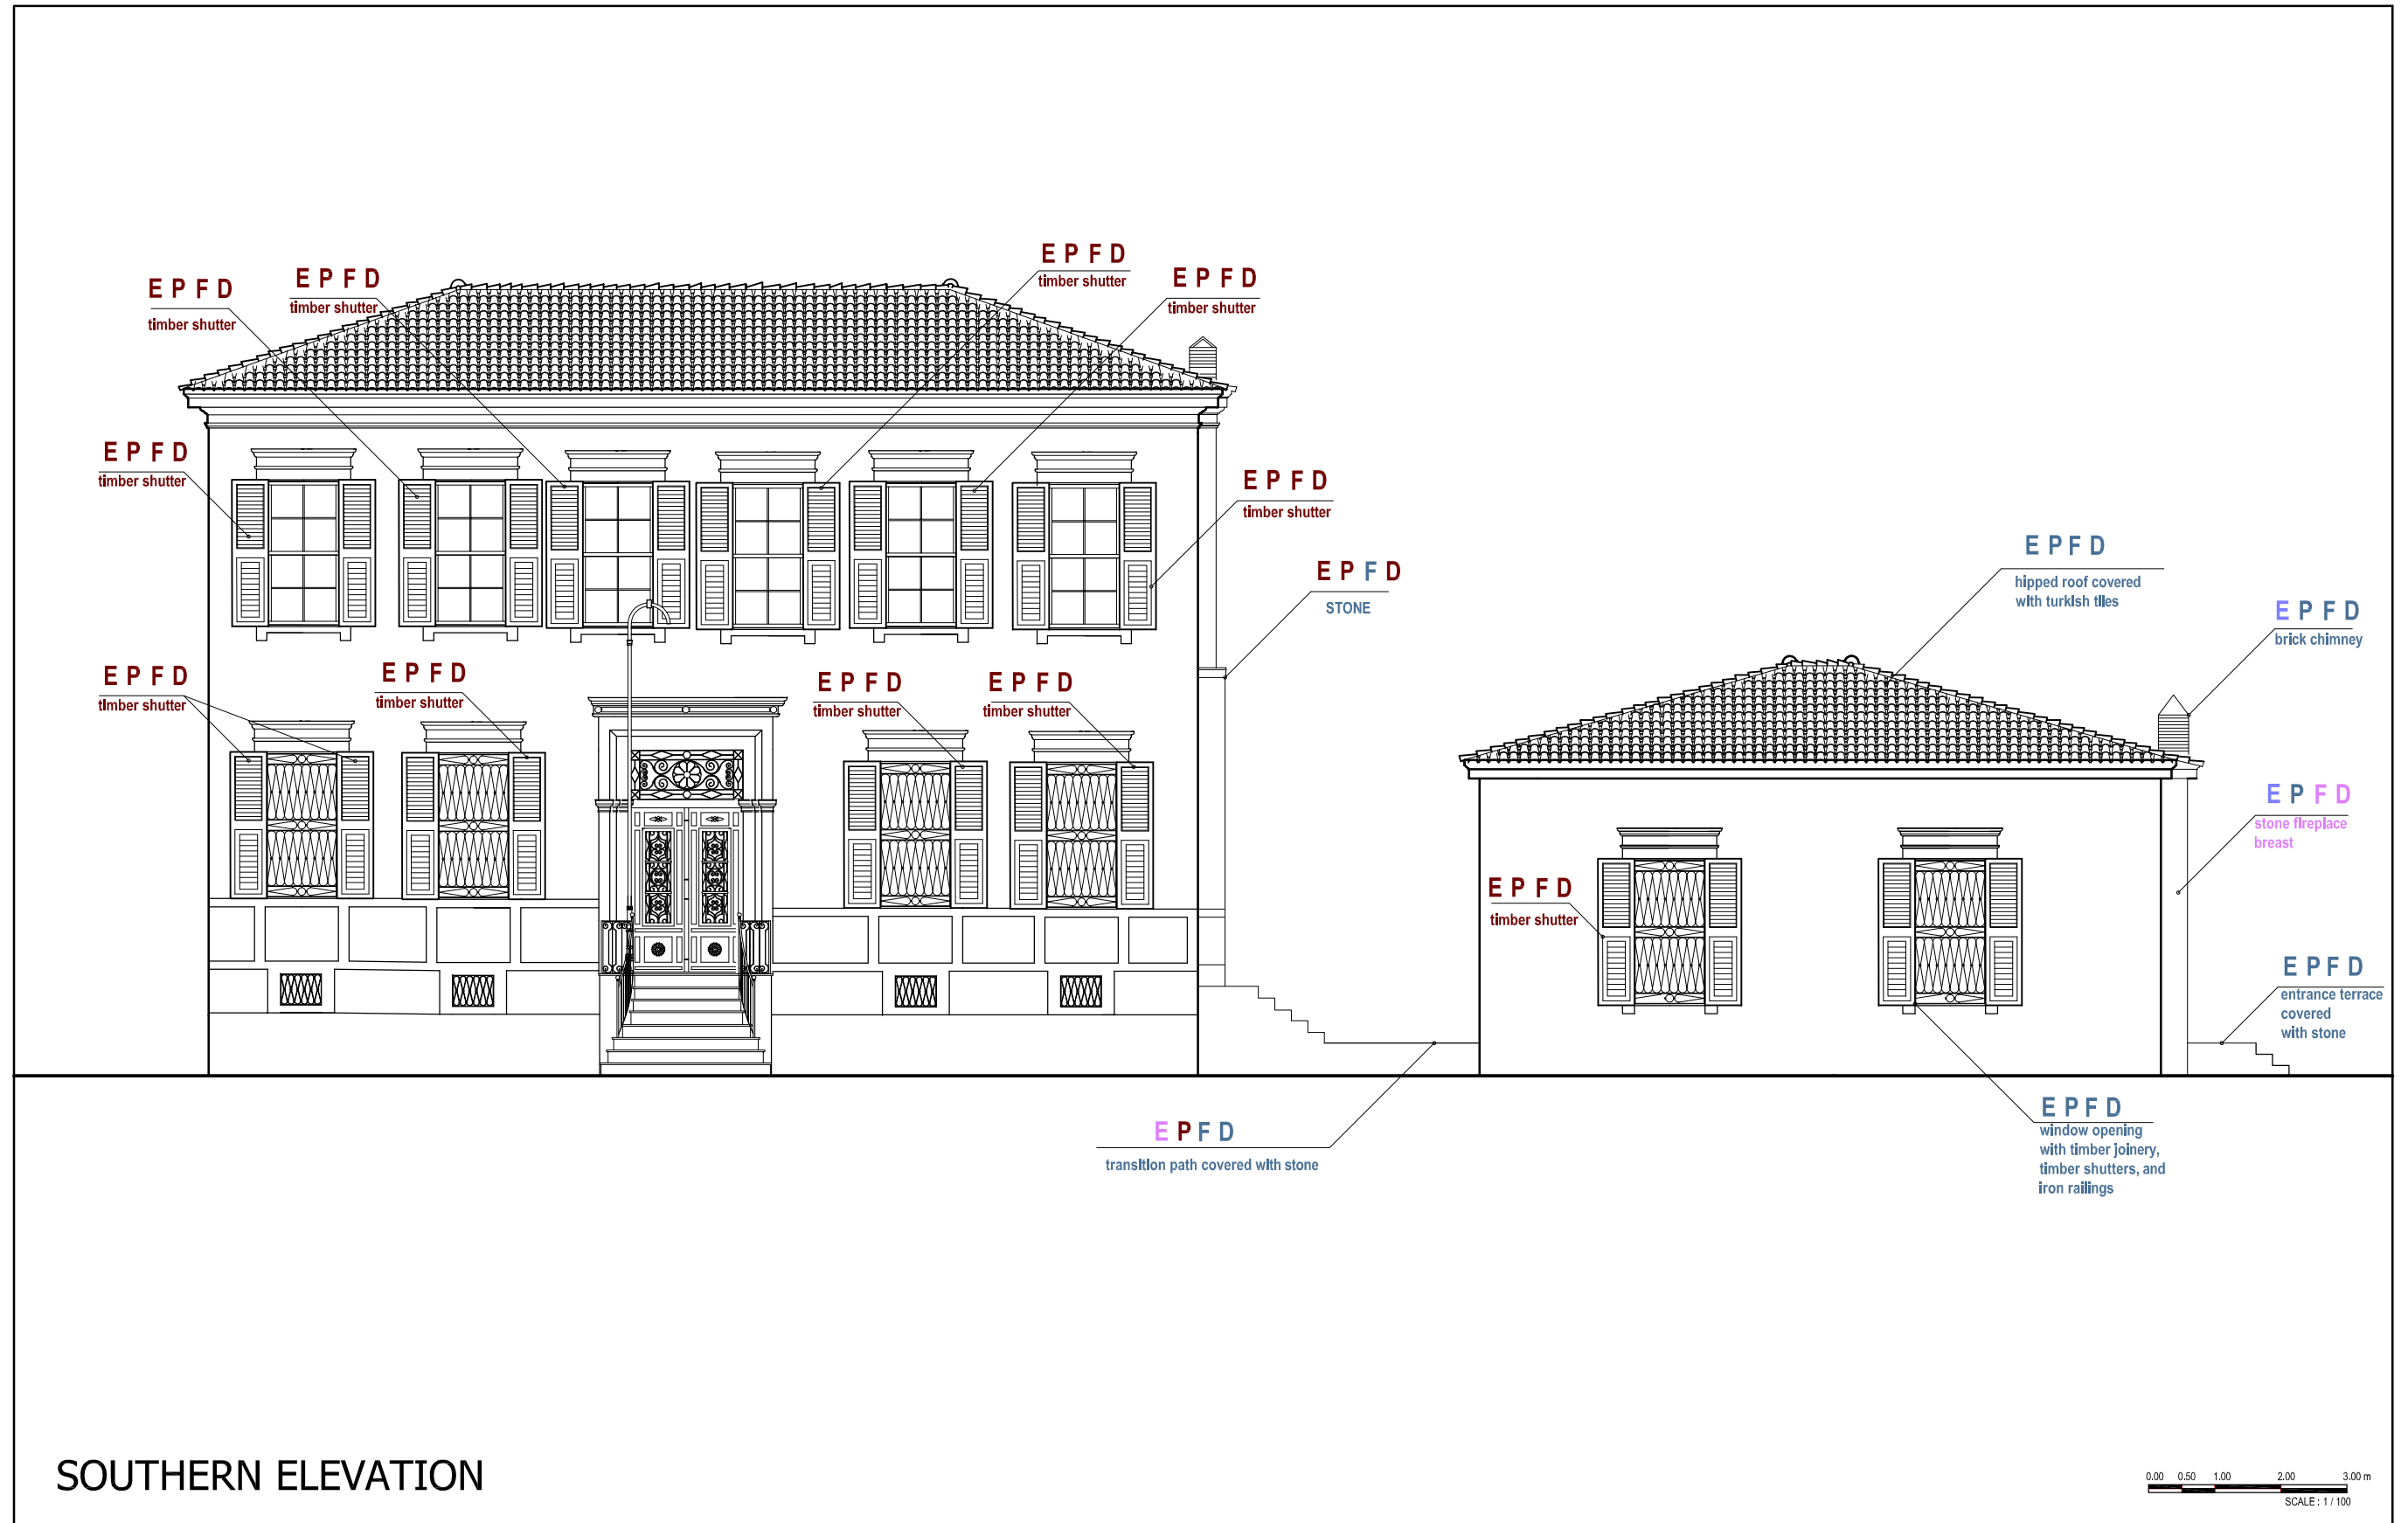 E P F D
timber shutter
E P F D
timber shutter
E P F D
timber shutter
E P F D
timber shutter
E P F D
timber shutter
E P F D
timber shutter
E P F D
STONE
E P F D
timber shutter
E P F D
timber shutter
E P F D
timber shutter
E P F D
timber shutter
E P F D
hipped roof covered
with turkish tiles
E P F D
brick chimney
E P F D
stone fireplace
breast
E P F D
timber shutter
E P F D
entrance terrace
covered
with stone
E P F D
transition path covered with stone
E P F D
window opening
with timber joinery,
timber shutters, and
iron railings
SOUTHERN ELEVATION
0.00 0.50 1.00 2.00 3.00 m
SCALE : 1 / 100